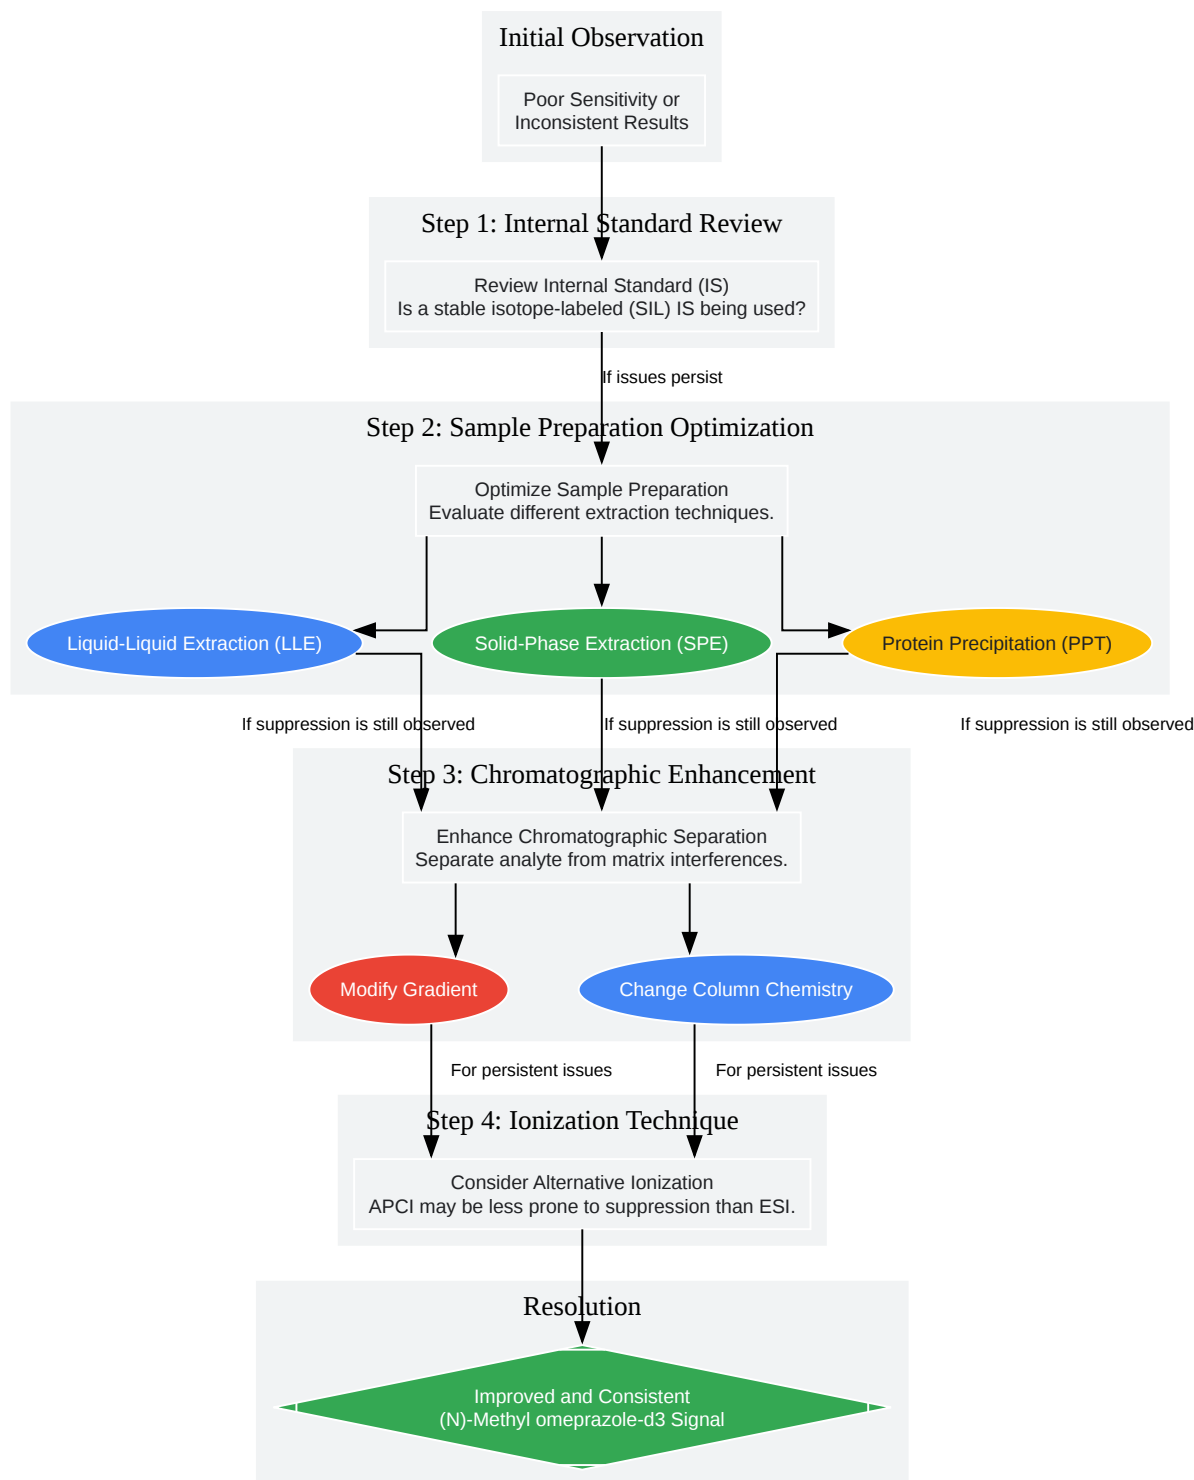 Initial Observation
Poor Sensitivity or
Inconsistent Results
Step 1: Internal Standard Review
Review Internal Standard (IS)
Is a stable isotope-labeled (SIL) IS being used?
If issues persist
Step 2: Sample Preparation Optimization
Optimize Sample Preparation
Evaluate different extraction techniques.
Liquid-Liquid Extraction (LLE)
Solid-Phase Extraction (SPE)
Protein Precipitation (PPT)
If suppression is still observed
If suppression is still observed
If suppression is still observed
Step 3: Chromatographic Enhancement
Enhance Chromatographic Separation
Separate analyte from matrix interferences.
Modify Gradient
Change Column Chemistry
For persistent issues
For persistent issues
Step 4: Ionization Technique
Consider Alternative Ionization
APCI may be less prone to suppression than ESI.
Resolution
Improved and Consistent
(N)-Methyl omeprazole-d3 Signal